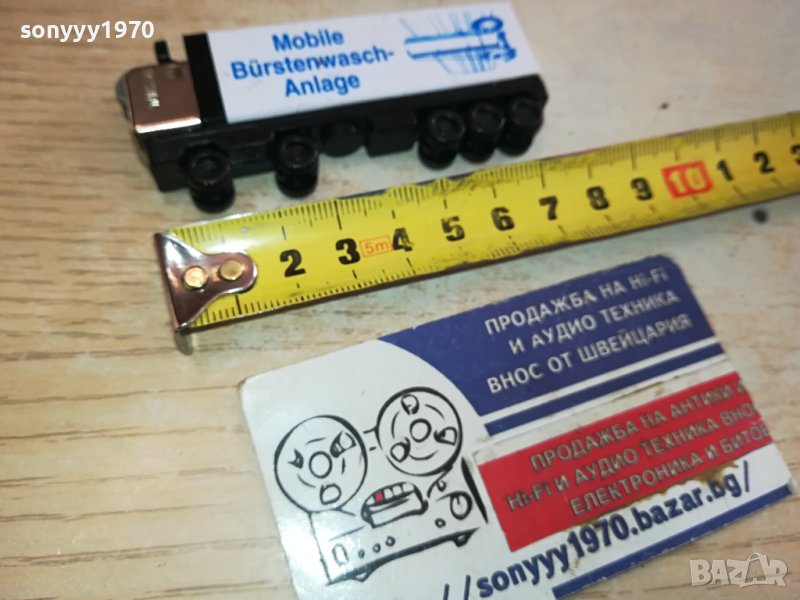 sonyyy1970
Mobile
Bürstenwasch-
Anlage
2 3 5m 4 5 6 7 8 9 10 1 2 3
ПРОДАЖБА НА Hi-Fi
И АУДИО ТЕХНИКА
ВНОС ОТ ШВЕЙЦАРИЯ
ПРОДАЖБА НА АНТИКИ
Hi-Fi И АУДИО ТЕХНИКА ВНОС
ЕЛЕКТРОНИКА И БИТОВ
//sonyyy1970.bazar.bg/
BAZAR